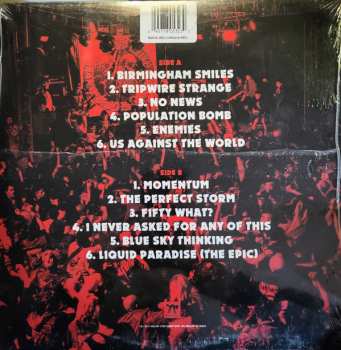 SIDE A
1. BIRMINGHAM SMILES
2. TRIPWIRE STRANGE
3. NO NEWS
4. POPULATION BOMB
5. ENEMIES
6. US AGAINST THE WORLD
SIDE B
1. MOMENTUM
2. THE PERFECT STORM
3. F1FTY WHAT?
4. I NEVER ASKED FOR ANY OF THIS
5. BLUE SKY THINKING
6. LIQUID PARADISE (THE EPIC)